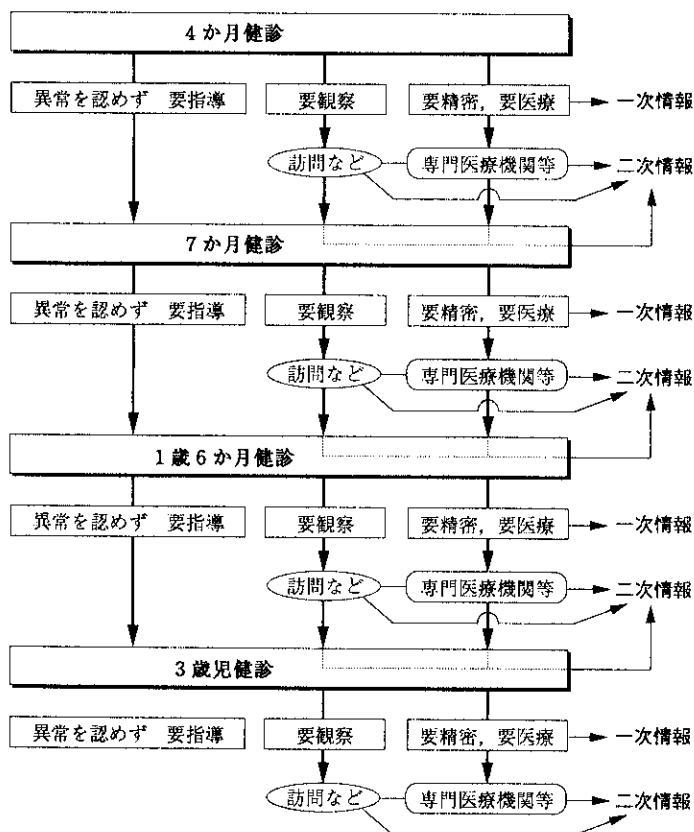 4か月健診
異常を認めず 要指導 要観察 要精密，要医療 一次情報
訪問など 専門医療機関等 二次情報
7か月健診
異常を認めず 要指導 要観察 要精密，要医療 一次情報
訪問など 専門医療機関等 二次情報
1歳6か月健診
異常を認めず 要指導 要観察 要精密，要医療 一次情報
訪問など 専門医療機関等 二次情報
3歳児健診
異常を認めず 要指導 要観察 要精密，要医療 一次情報
訪問など 専門医療機関等 二次情報